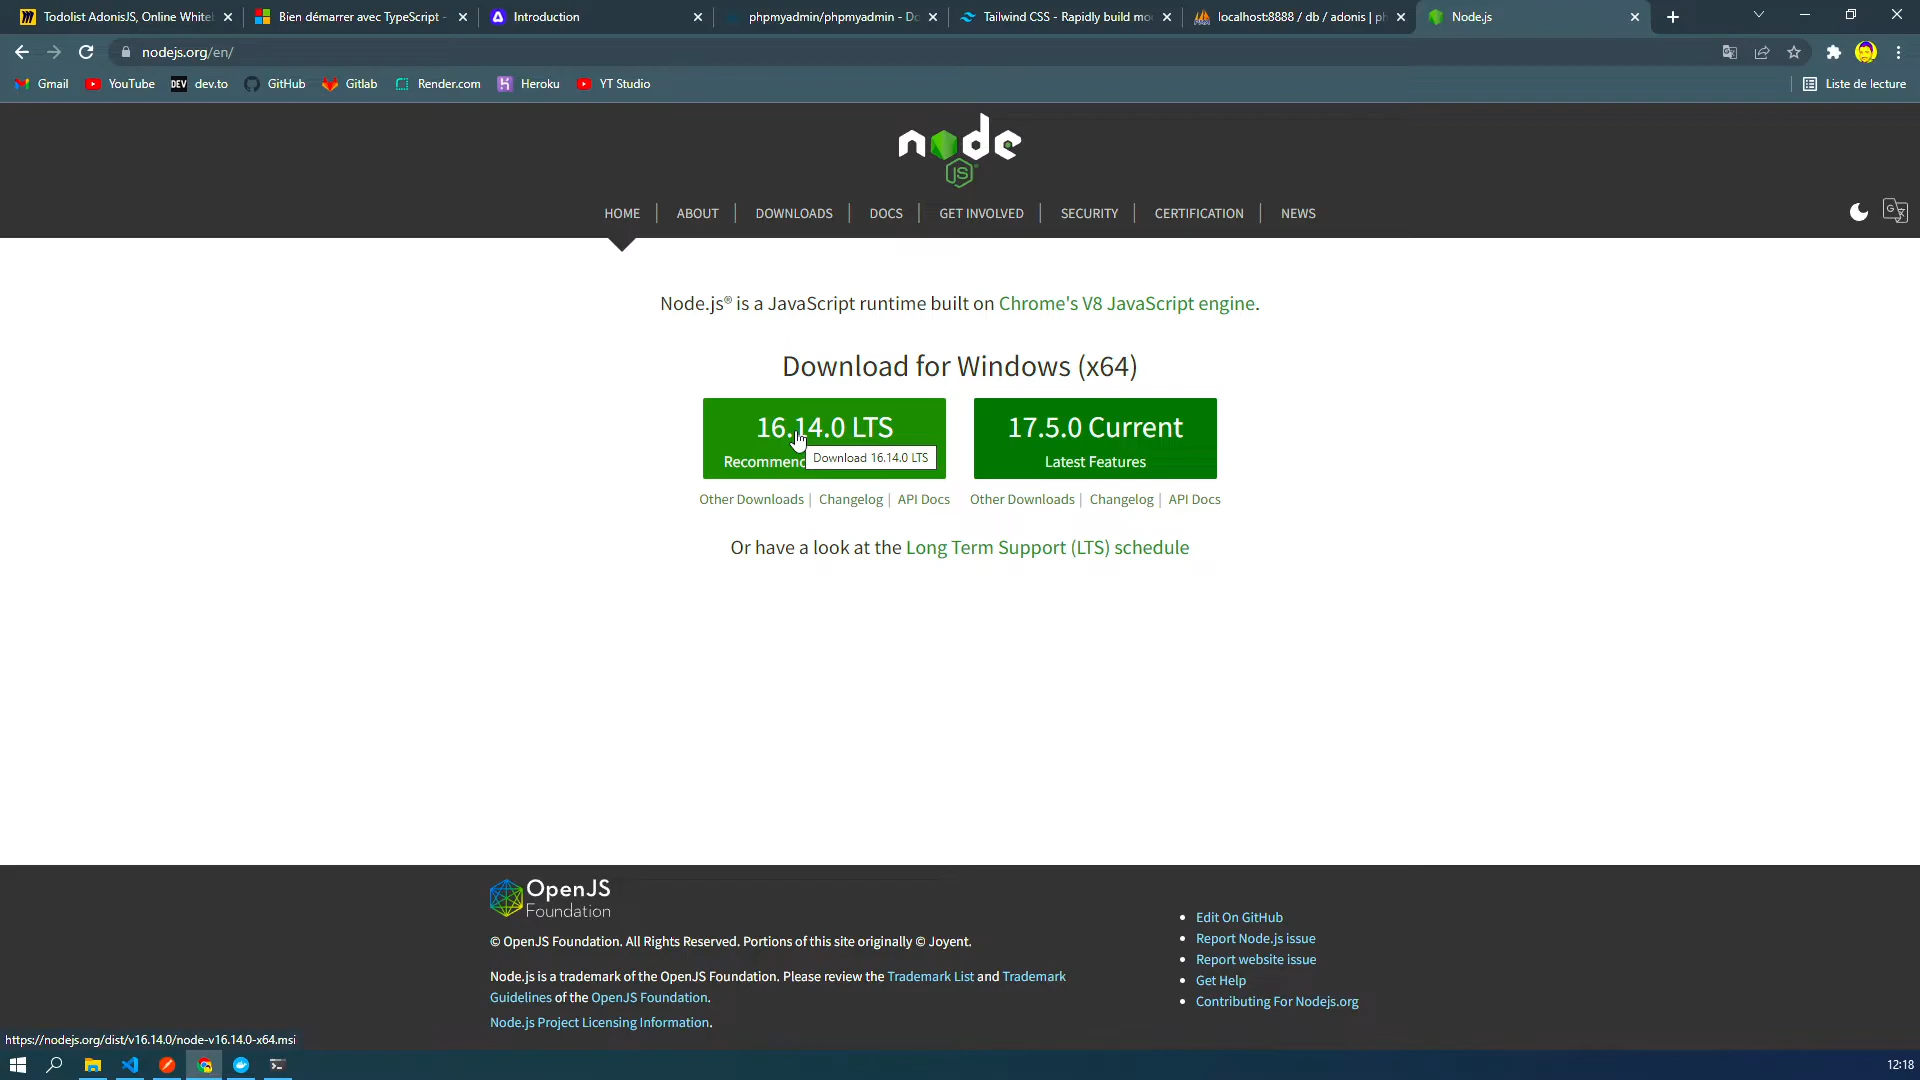 Todolist AdonisJS, Online White
Bien démarrer avec TypeScript -
Introduction
phpmyadmin/phpmyadmin - Do
Tailwind CSS - Rapidly build mo
localhost:8888 / db / adonis | ph
Node.js
nodejs.org/en/
Gmail
YouTube
DEV dev.to
GitHub
Gitlab
Render.com
Heroku
YT Studio
Liste de lecture
node
JS
HOME
ABOUT
DOWNLOADS
DOCS
GET INVOLVED
SECURITY
CERTIFICATION
NEWS
Node.js® is a JavaScript runtime built on Chrome's V8 JavaScript engine.
Download for Windows (x64)
16.14.0 LTS
Recommen
Download 16.14.0 LTS
17.5.0 Current
Latest Features
Other Downloads | Changelog | API Docs
Other Downloads | Changelog | API Docs
Or have a look at the Long Term Support (LTS) schedule
OpenJS
Foundation
© OpenJS Foundation. All Rights Reserved. Portions of this site originally © Joyent.
Node.js is a trademark of the OpenJS Foundation. Please review the Trademark List and Trademark
Guidelines of the OpenJS Foundation.
Node.js Project Licensing Information.
Edit On GitHub
Report Node.js issue
Report website issue
Get Help
Contributing For Nodejs.org
https://nodejs.org/dist/v16.14.0/node-v16.14.0-x64.msi
12:18